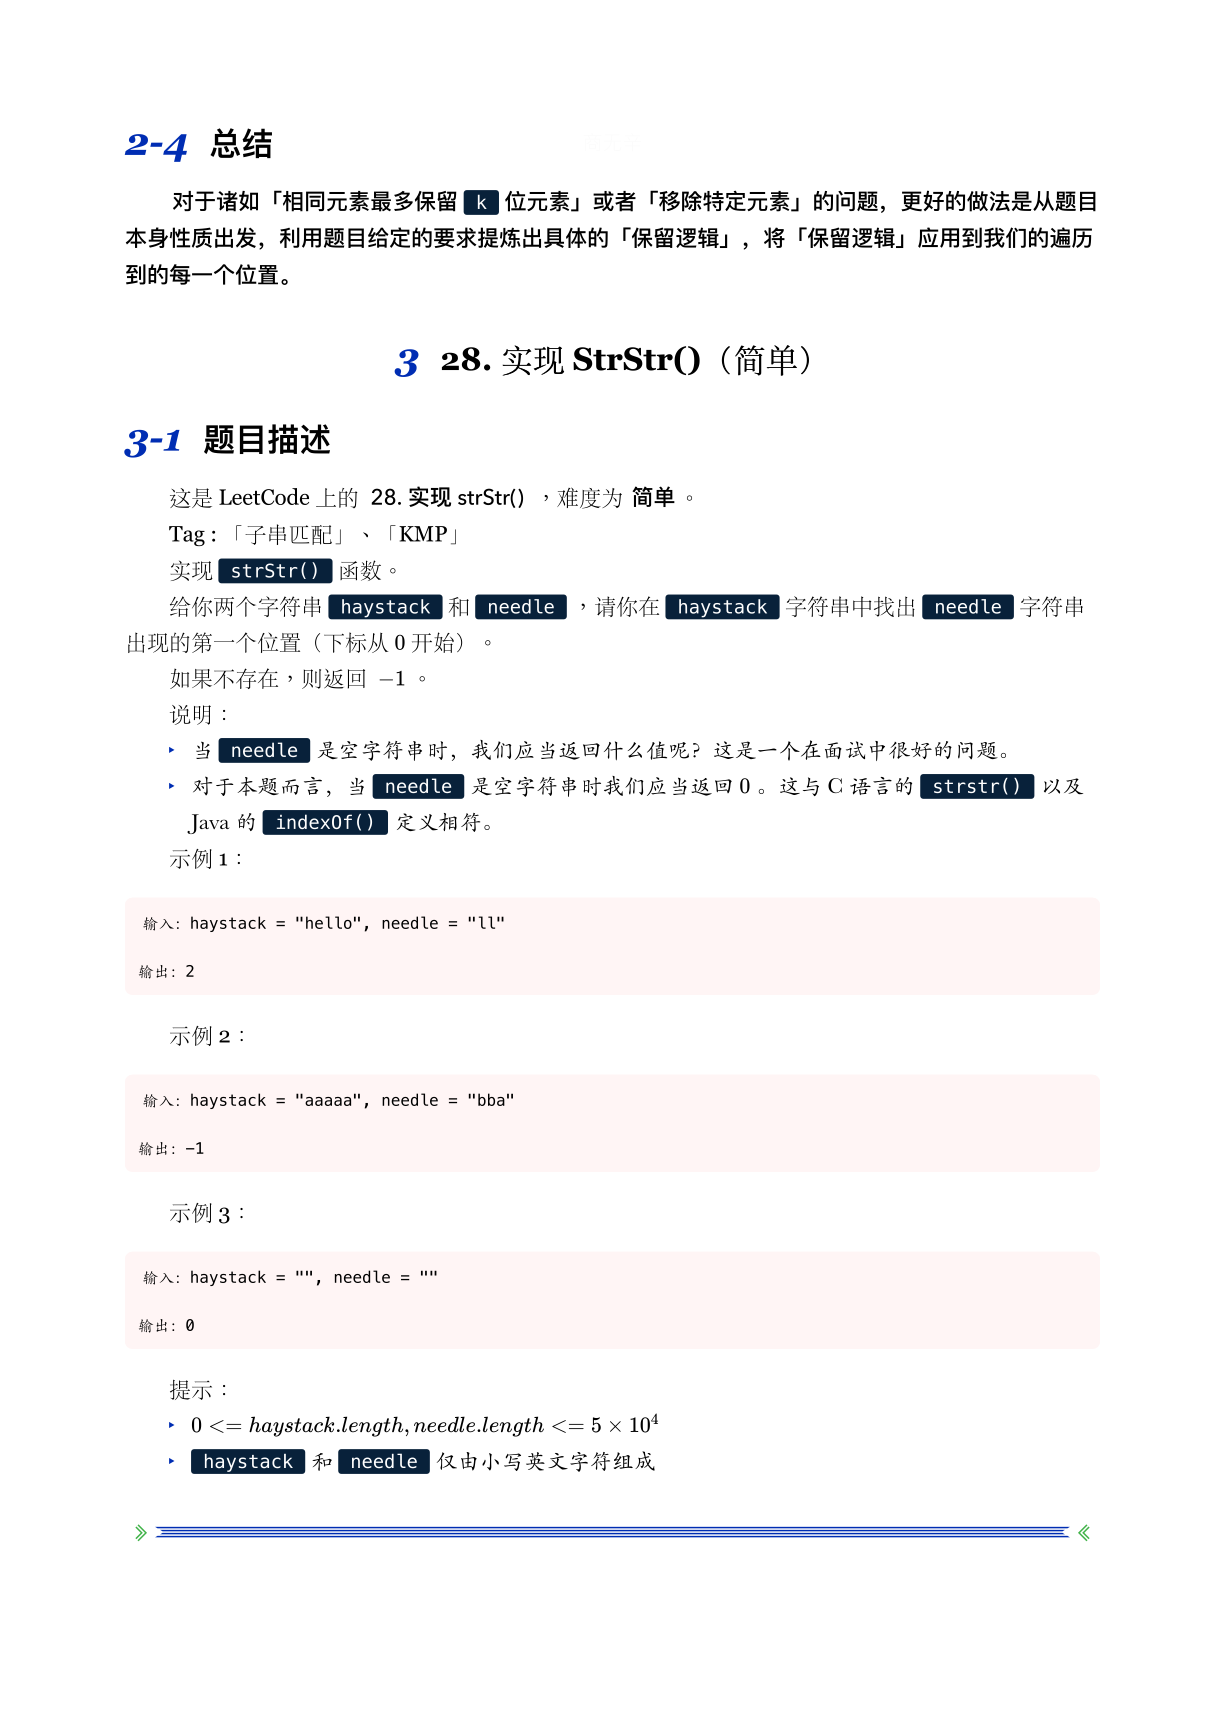 2-4 总结
对于诸如「相同元素最多保留 k 位元素」或者「移除特定元素」的问题，更好的做法是从题目
本身性质出发，利用题目给定的要求提炼出具体的「保留逻辑」，将「保留逻辑」应用到我们的遍历
到的每一个位置。
3 28. 实现 StrStr()（简单）
3-1 题目描述
这是 LeetCode 上的 28. 实现 strStr() ，难度为 简单 。
Tag : 「子串匹配」、「KMP」
实现 strStr() 函数。
给你两个字符串 haystack 和 needle ，请你在 haystack 字符串中找出 needle 字符串
出现的第一个位置（下标从 0 开始）。
如果不存在，则返回 −1 。
说明：
‣ 当 needle 是空字符串时，我们应当返回什么值呢？这是一个在面试中很好的问题。
‣ 对于本题而言，当 needle 是空字符串时我们应当返回 0 。这与 C 语言的 strstr() 以及
Java 的 indexOf() 定义相符。
示例 1：
输入: haystack = "hello", needle = "ll"
输出: 2
示例 2：
输入: haystack = "aaaaa", needle = "bba"
输出: -1
示例 3：
输入: haystack = "", needle = ""
输出: 0
提示：
‣ 0 <= haystack.length, needle.length <= 5 × 10⁴
‣ haystack 和 needle 仅由小写英文字符组成